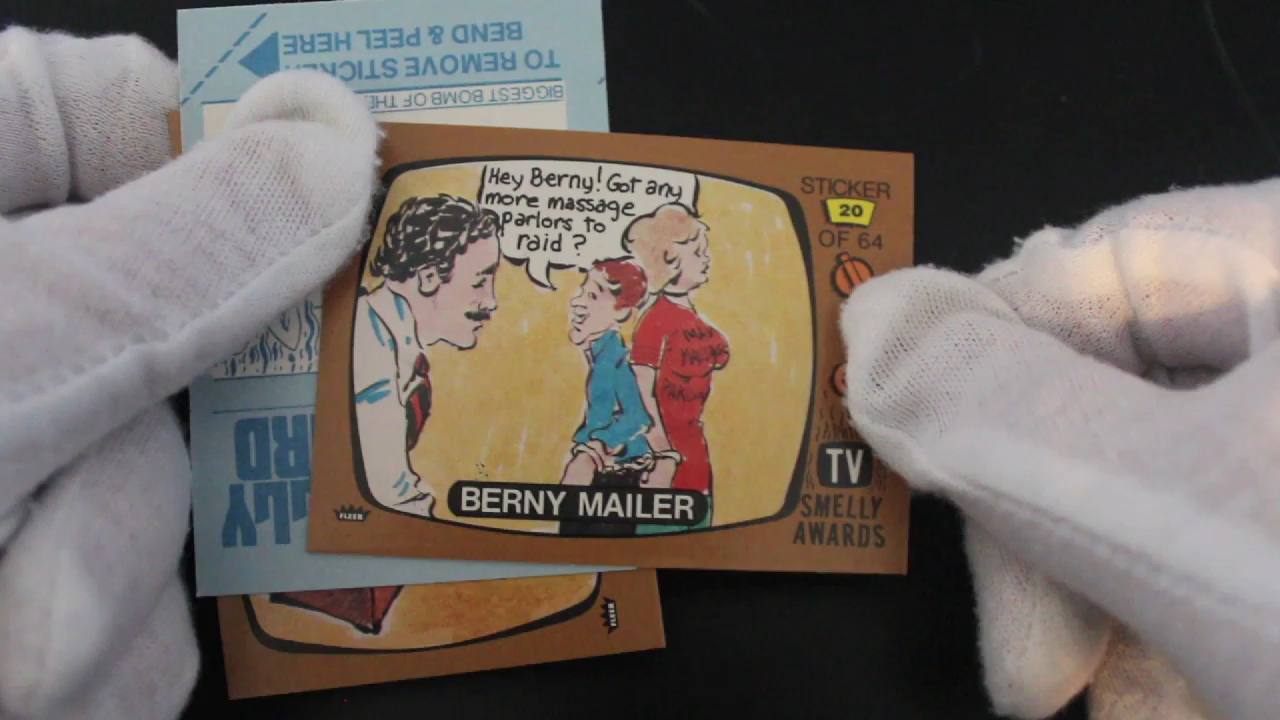 TO REMOVE STICKER
BEND & PEEL HERE
BIGGEST BOMB OF THE
Hey Berny! Got any
more massage
parlors to
raid?
STICKER
20
OF 64
BERNY MAILER
FLEER
TV
SMELLY
AWARDS
FLEER